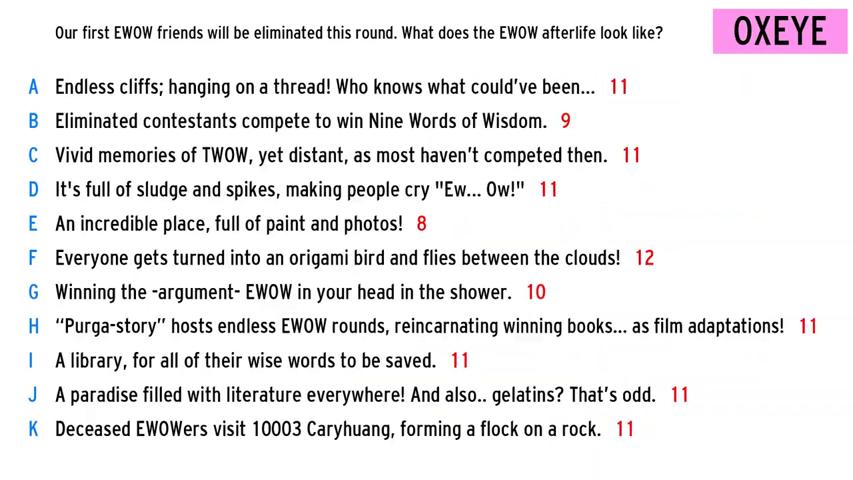 Our first EWOW friends will be eliminated this round. What does the EWOW afterlife look like?
OXEYE
A Endless cliffs; hanging on a thread! Who knows what could've been... 11
B Eliminated contestants compete to win Nine Words of Wisdom. 9
C Vivid memories of TWOW, yet distant, as most haven't competed then. 11
D It's full of sludge and spikes, making people cry "Ew... Ow!" 11
E An incredible place, full of paint and photos! 8
F Everyone gets turned into an origami bird and flies between the clouds! 12
G Winning the -argument- EWOW in your head in the shower. 10
H “Purga-story” hosts endless EWOW rounds, reincarnating winning books... as film adaptations! 11
I A library, for all of their wise words to be saved. 11
J A paradise filled with literature everywhere! And also.. gelatins? That's odd. 11
K Deceased EWOWers visit 10003 Caryhuang, forming a flock on a rock. 11